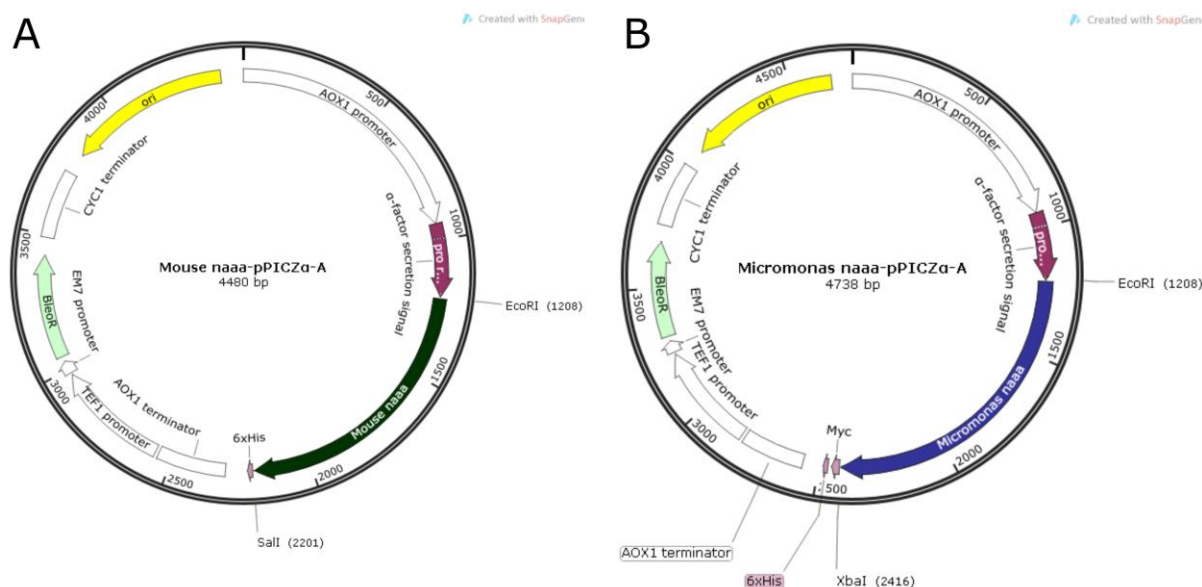 A
Created with SnapGene
500
1000
1500
2000
2500
3000
3500
4000
AOX1 promoter
α-factor secretion signal
pro r...
EcoRI (1208)
Mouse naaa
SalI (2201)
6xHis
AOX1 terminator
TEF1 promoter
EM7 promoter
BleoR
CYC1 terminator
ori
Mouse naaa-pPICZα-A
4480 bp
B
Created with SnapGene
500
1000
1500
2000
500
3000
3500
4000
4500
AOX1 promoter
α-factor secretion signal
pro...
EcoRI (1208)
Micromonas naaa
XbaI (2416)
Myc
6xHis
AOX1 terminator
TEF1 promoter
EM7 promoter
BleoR
CYC1 terminator
ori
Micromonas naaa-pPICZα-A
4738 bp